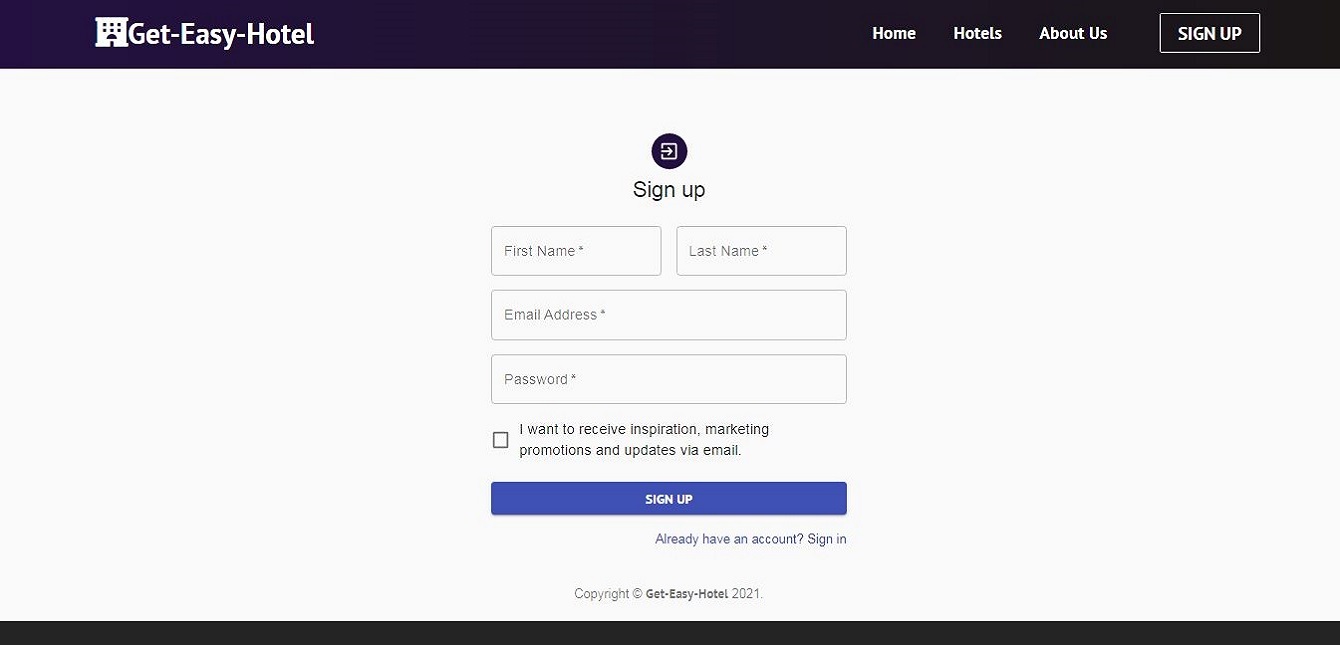 Get-Easy-Hotel
Home Hotels About Us SIGN UP
Sign up
First Name * Last Name *
Email Address *
Password *
I want to receive inspiration, marketing
promotions and updates via email.
SIGN UP
Already have an account? Sign in
Copyright © Get-Easy-Hotel 2021.